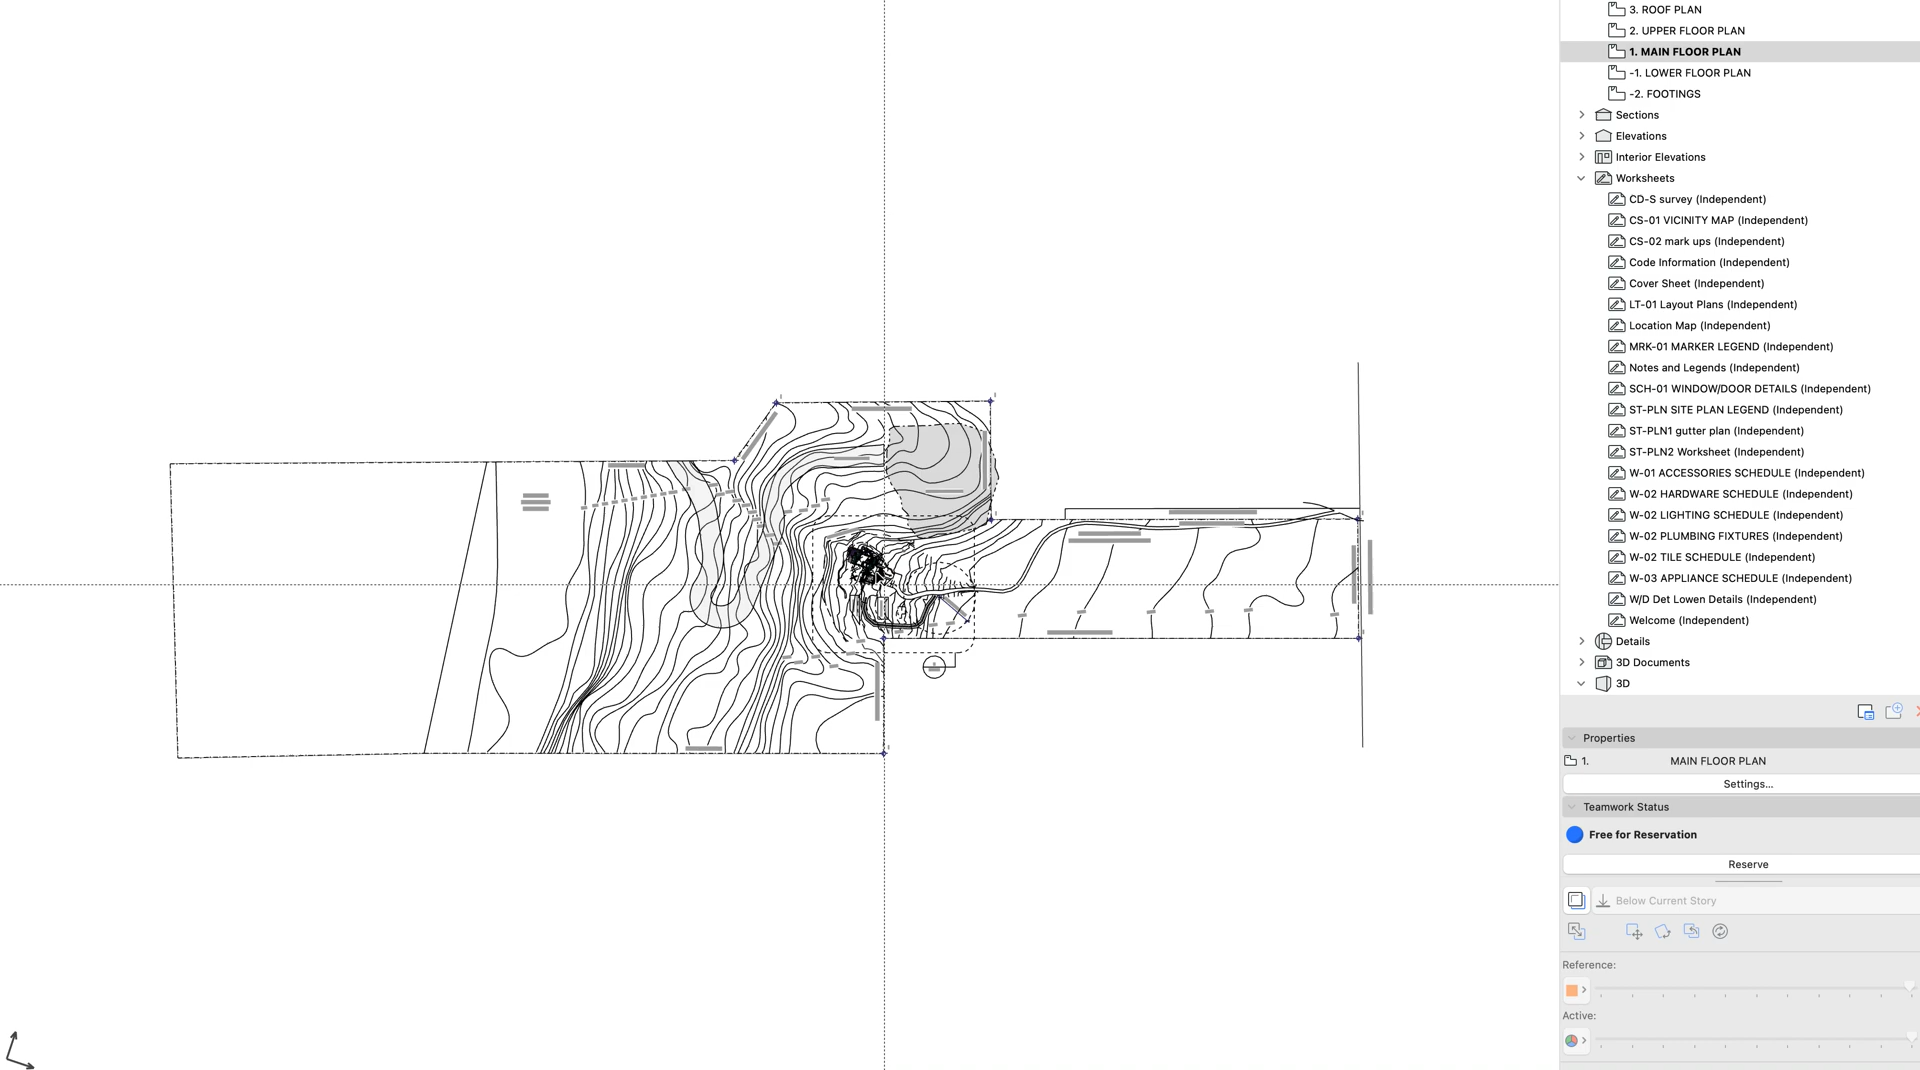 3. ROOF PLAN
2. UPPER FLOOR PLAN
1. MAIN FLOOR PLAN
-1. LOWER FLOOR PLAN
-2. FOOTINGS
Sections
Elevations
Interior Elevations
Worksheets
CD-S survey (Independent)
CS-01 VICINITY MAP (Independent)
CS-02 mark ups (Independent)
Code Information (Independent)
Cover Sheet (Independent)
LT-01 Layout Plans (Independent)
Location Map (Independent)
MRK-01 MARKER LEGEND (Independent)
Notes and Legends (Independent)
SCH-01 WINDOW/DOOR DETAILS (Independent)
ST-PLN SITE PLAN LEGEND (Independent)
ST-PLN1 gutter plan (Independent)
ST-PLN2 Worksheet (Independent)
W-01 ACCESSORIES SCHEDULE (Independent)
W-02 HARDWARE SCHEDULE (Independent)
W-02 LIGHTING SCHEDULE (Independent)
W-02 PLUMBING FIXTURES (Independent)
W-02 TILE SCHEDULE (Independent)
W-03 APPLIANCE SCHEDULE (Independent)
W/D Det Lowen Details (Independent)
Welcome (Independent)
Details
3D Documents
3D
Properties
1. MAIN FLOOR PLAN
Settings...
Teamwork Status
Free for Reservation
Reserve
Below Current Story
Reference:
Active: